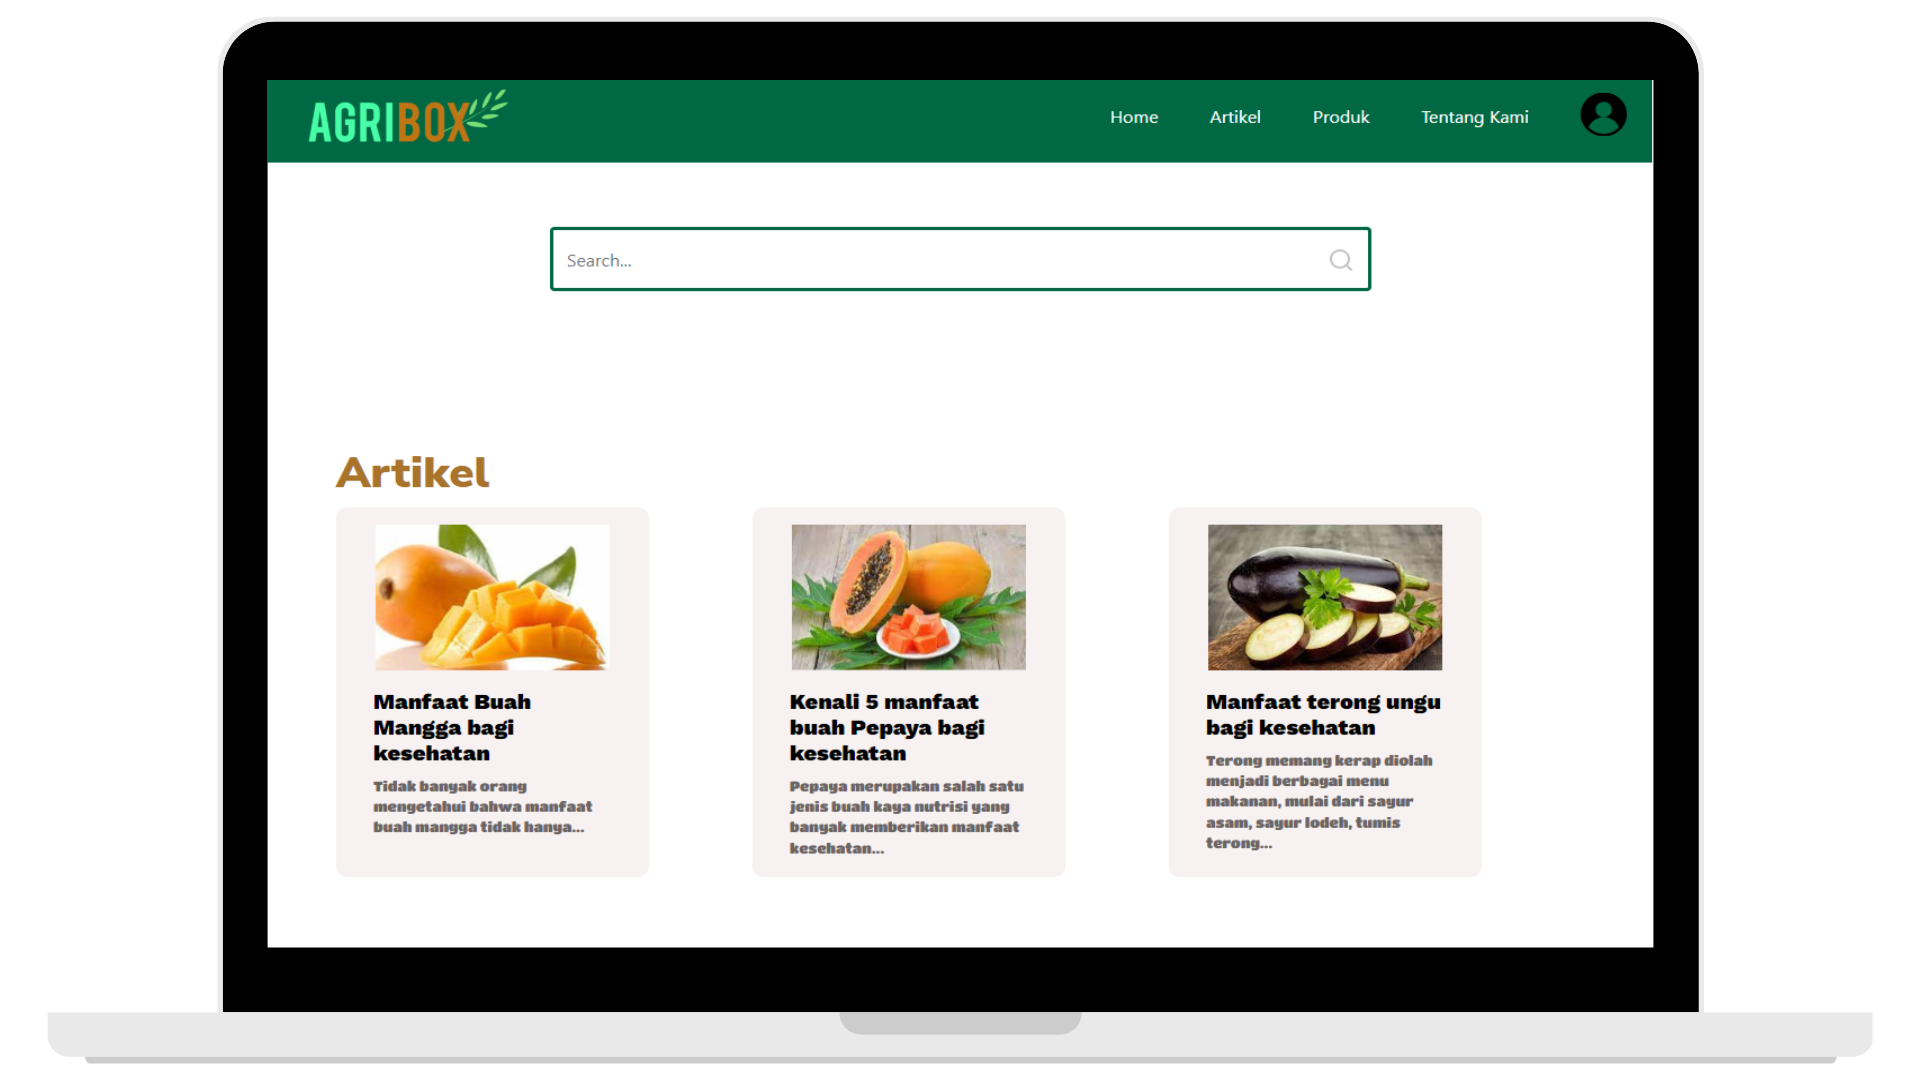 AGRIBOX
Home Artikel Produk Tentang Kami
Search...
Artikel
Manfaat Buah
Mangga bagi
kesehatan
Tidak banyak orang
mengetahui bahwa manfaat
buah mangga tidak hanya...
Kenali 5 manfaat
buah Pepaya bagi
kesehatan
Pepaya merupakan salah satu
jenis buah kaya nutrisi yang
banyak memberikan manfaat
kesehatan...
Manfaat terong ungu
bagi kesehatan
Terong memang kerap diolah
menjadi berbagai menu
makanan, mulai dari sayur
asam, sayur lodeh, tumis
terong...